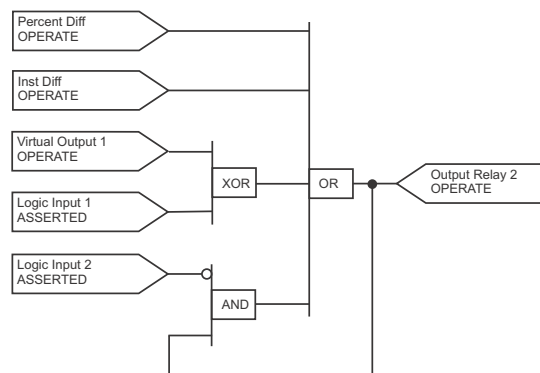 Percent Diff
OPERATE
Inst Diff
OPERATE
Virtual Output 1
OPERATE
XOR
OR
Output Relay 2
OPERATE
Logic Input 1
ASSERTED
Logic Input 2
ASSERTED
AND